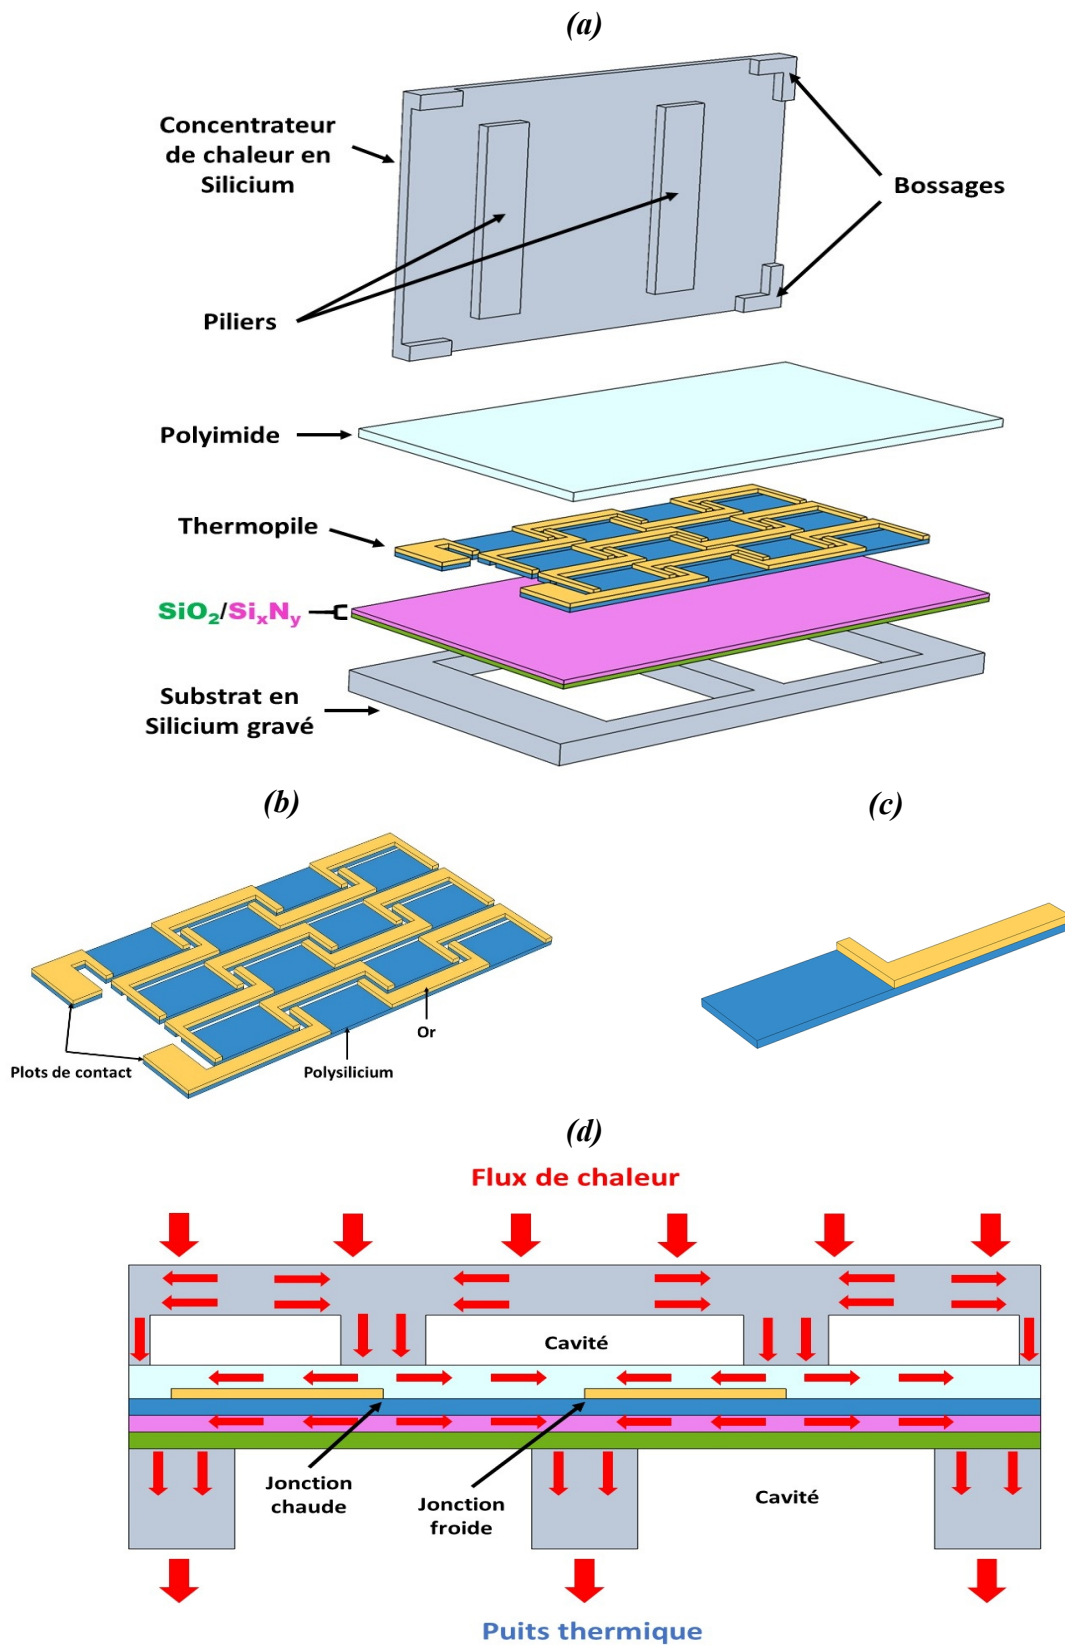 (a)
Concentrateur
de chaleur en
Silicium
Bossages
Piliers
Polyimide
Thermopile
SiO₂/SiₓNᵧ
Substrat en
Silicium gravé
(b)
(c)
Or
Plots de contact
Polysilicium
(d)
Flux de chaleur
Cavité
Jonction
chaude
Jonction
froide
Cavité
Puits thermique